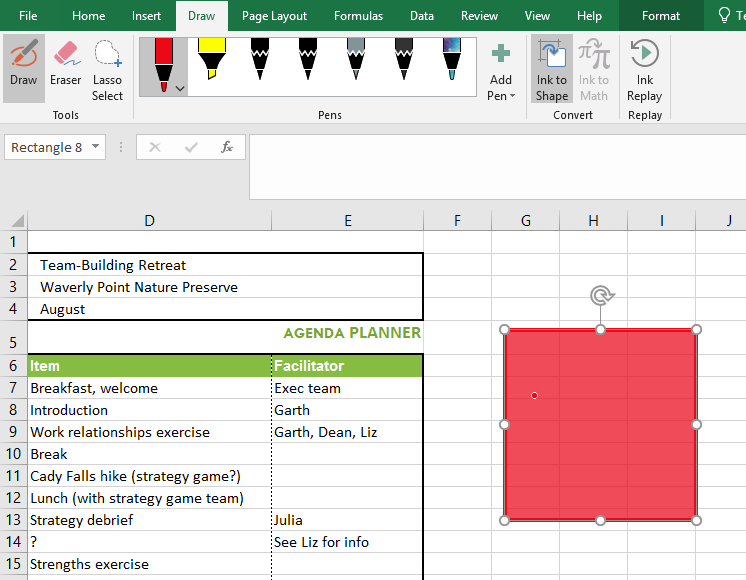 File Home Insert Draw Page Layout Formulas Data Review View Help Format Te
Draw Eraser Lasso Select
Add Pen
Ink to Shape
Ink to Math
Ink Replay
Tools Pens Convert Replay
Rectangle 8 fx
D E F G H I J
1
2 Team-Building Retreat
3 Waverly Point Nature Preserve
4 August
5 AGENDA PLANNER
6 Item Facilitator
7 Breakfast, welcome Exec team
8 Introduction Garth
9 Work relationships exercise Garth, Dean, Liz
10 Break
11 Cady Falls hike (strategy game?)
12 Lunch (with strategy game team)
13 Strategy debrief Julia
14 ? See Liz for info
15 Strengths exercise